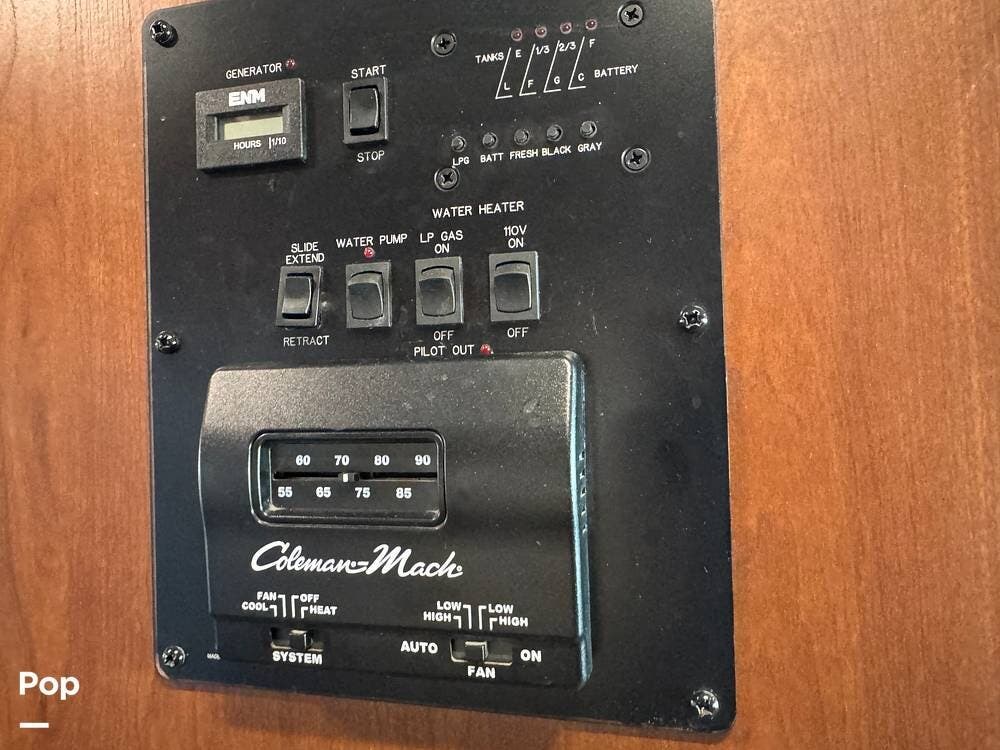 GENERATOR
ENM
HOURS 1/10
START
STOP
TANKS E 1/3 2/3 F
L F G C BATTERY
LPG BATT FRESH BLACK GRAY
WATER HEATER
SLIDE
EXTEND
RETRACT
WATER PUMP
LP GAS
ON
OFF
110V
ON
OFF
PILOT OUT
60 70 80 90
55 65 75 85
Coleman-Mach
FAN OFF
COOL HEAT
SYSTEM
LOW LOW
HIGH HIGH
AUTO ON
FAN
Pop